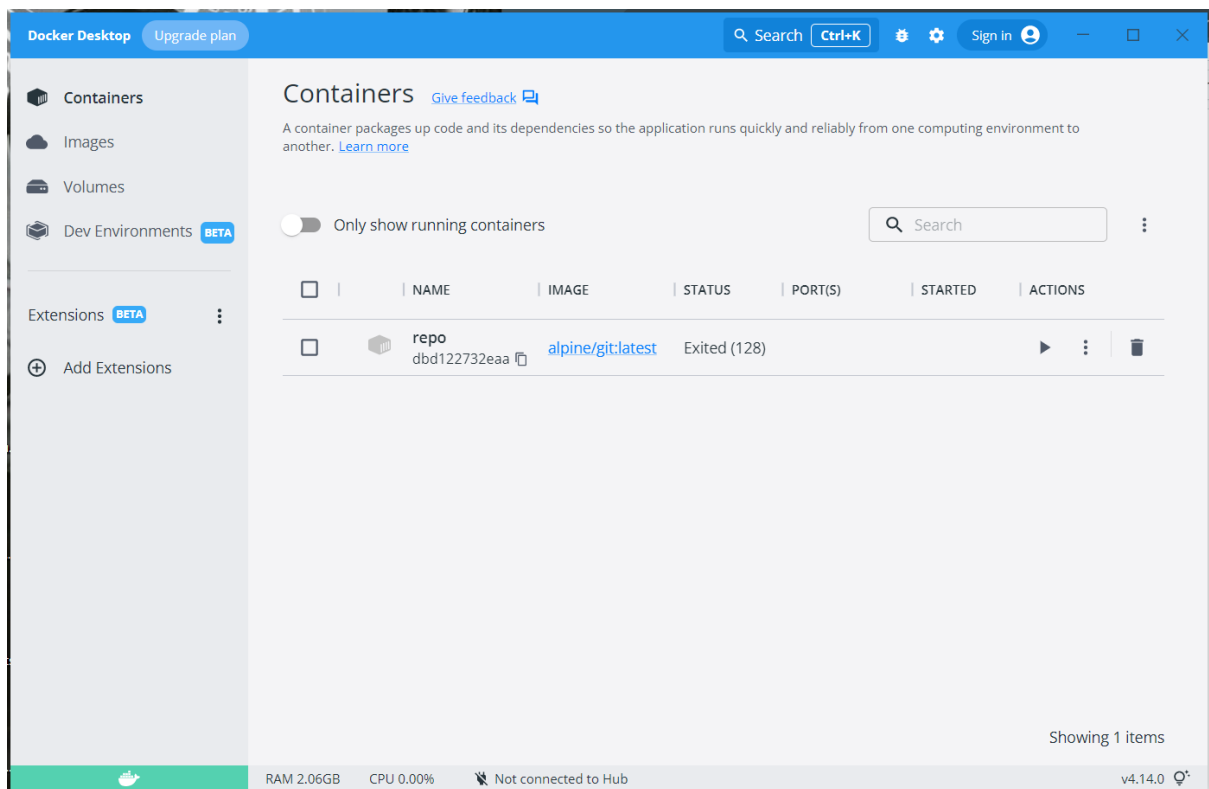 Docker Desktop Upgrade plan Search Ctrl+K Sign in
Containers
Images
Volumes
Dev Environments BETA
Extensions BETA
Add Extensions
Containers Give feedback
A container packages up code and its dependencies so the application runs quickly and reliably from one computing environment to
another. Learn more
Only show running containers Search
NAME IMAGE STATUS PORT(S) STARTED ACTIONS
repo
dbd122732eaa alpine/git:latest Exited (128)
Showing 1 items
RAM 2.06GB CPU 0.00% Not connected to Hub v4.14.0